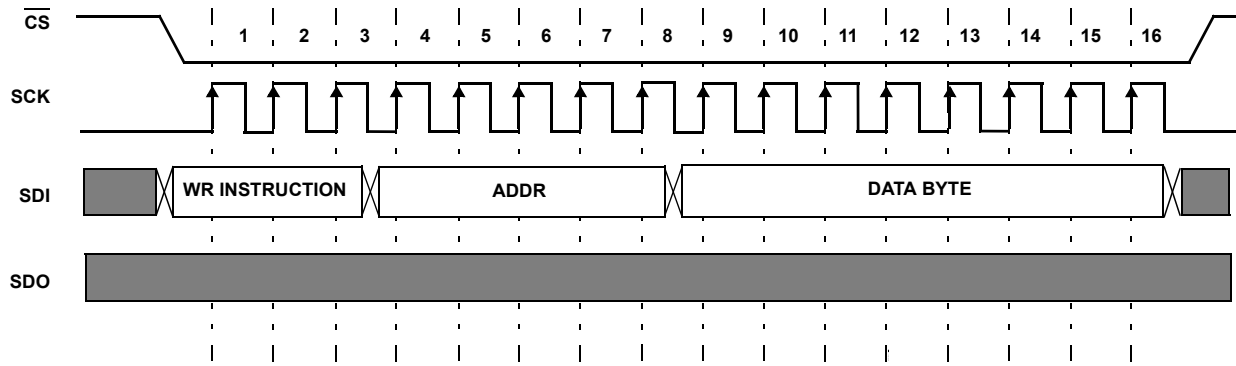 CS
1 2 3 4 5 6 7 8 9 10 11 12 13 14 15 16
SCK
SDI
WR INSTRUCTION ADDR DATA BYTE
SDO